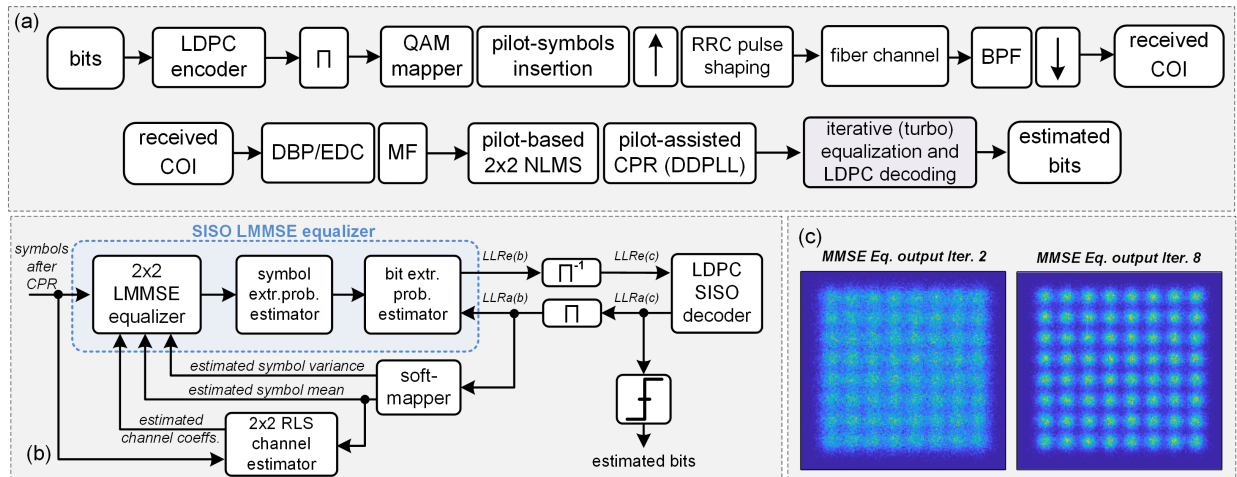 (a)
bits
LDPC
encoder
Π
QAM
mapper
pilot-symbols
insertion
RRC pulse
shaping
fiber channel
BPF
received
COI
received
COI
DBP/EDC
MF
pilot-based
2x2 NLMS
pilot-assisted
CPR (DDPLL)
iterative (turbo)
equalization and
LDPC decoding
estimated
bits
SISO LMMSE equalizer
symbols
after
CPR
2x2
LMMSE
equalizer
symbol
extr.prob.
estimator
bit extr.
prob.
estimator
LLRe(b)
Π-1
LLRe(c)
LLRa(b)
Π
LLRa(c)
LDPC
SISO
decoder
estimated symbol variance
estimated symbol mean
soft-
mapper
estimated
channel coeffs.
2x2 RLS
channel
estimator
estimated bits
(b)
(c)
MMSE Eq. output Iter. 2
MMSE Eq. output Iter. 8